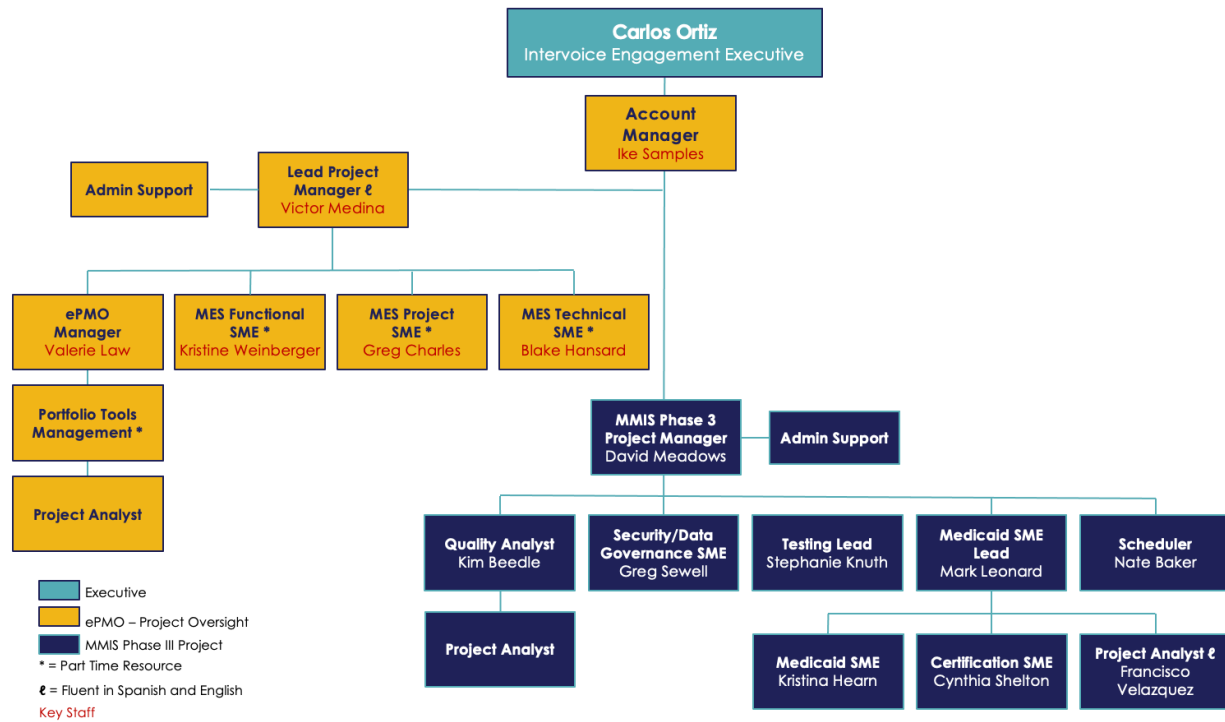 Carlos Ortiz
Intervoice Engagement Executive
Account
Manager
Ike Samples
Admin Support
Lead Project
Manager ℓ
Victor Medina
ePMO
Manager
Valerie Law
MES Functional
SME *
Kristine Weinberger
MES Project
SME *
Greg Charles
MES Technical
SME *
Blake Hansard
Portfolio Tools
Management *
Project Analyst
MMIS Phase 3
Project Manager
David Meadows
Admin Support
Quality Analyst
Kim Beedle
Security/Data
Governance SME
Greg Sewell
Testing Lead
Stephanie Knuth
Medicaid SME
Lead
Mark Leonard
Scheduler
Nate Baker
Project Analyst
Medicaid SME
Kristina Hearn
Certification SME
Cynthia Shelton
Project Analyst ℓ
Francisco
Velazquez
Executive
ePMO – Project Oversight
MMIS Phase III Project
* = Part Time Resource
ℓ = Fluent in Spanish and English
Key Staff